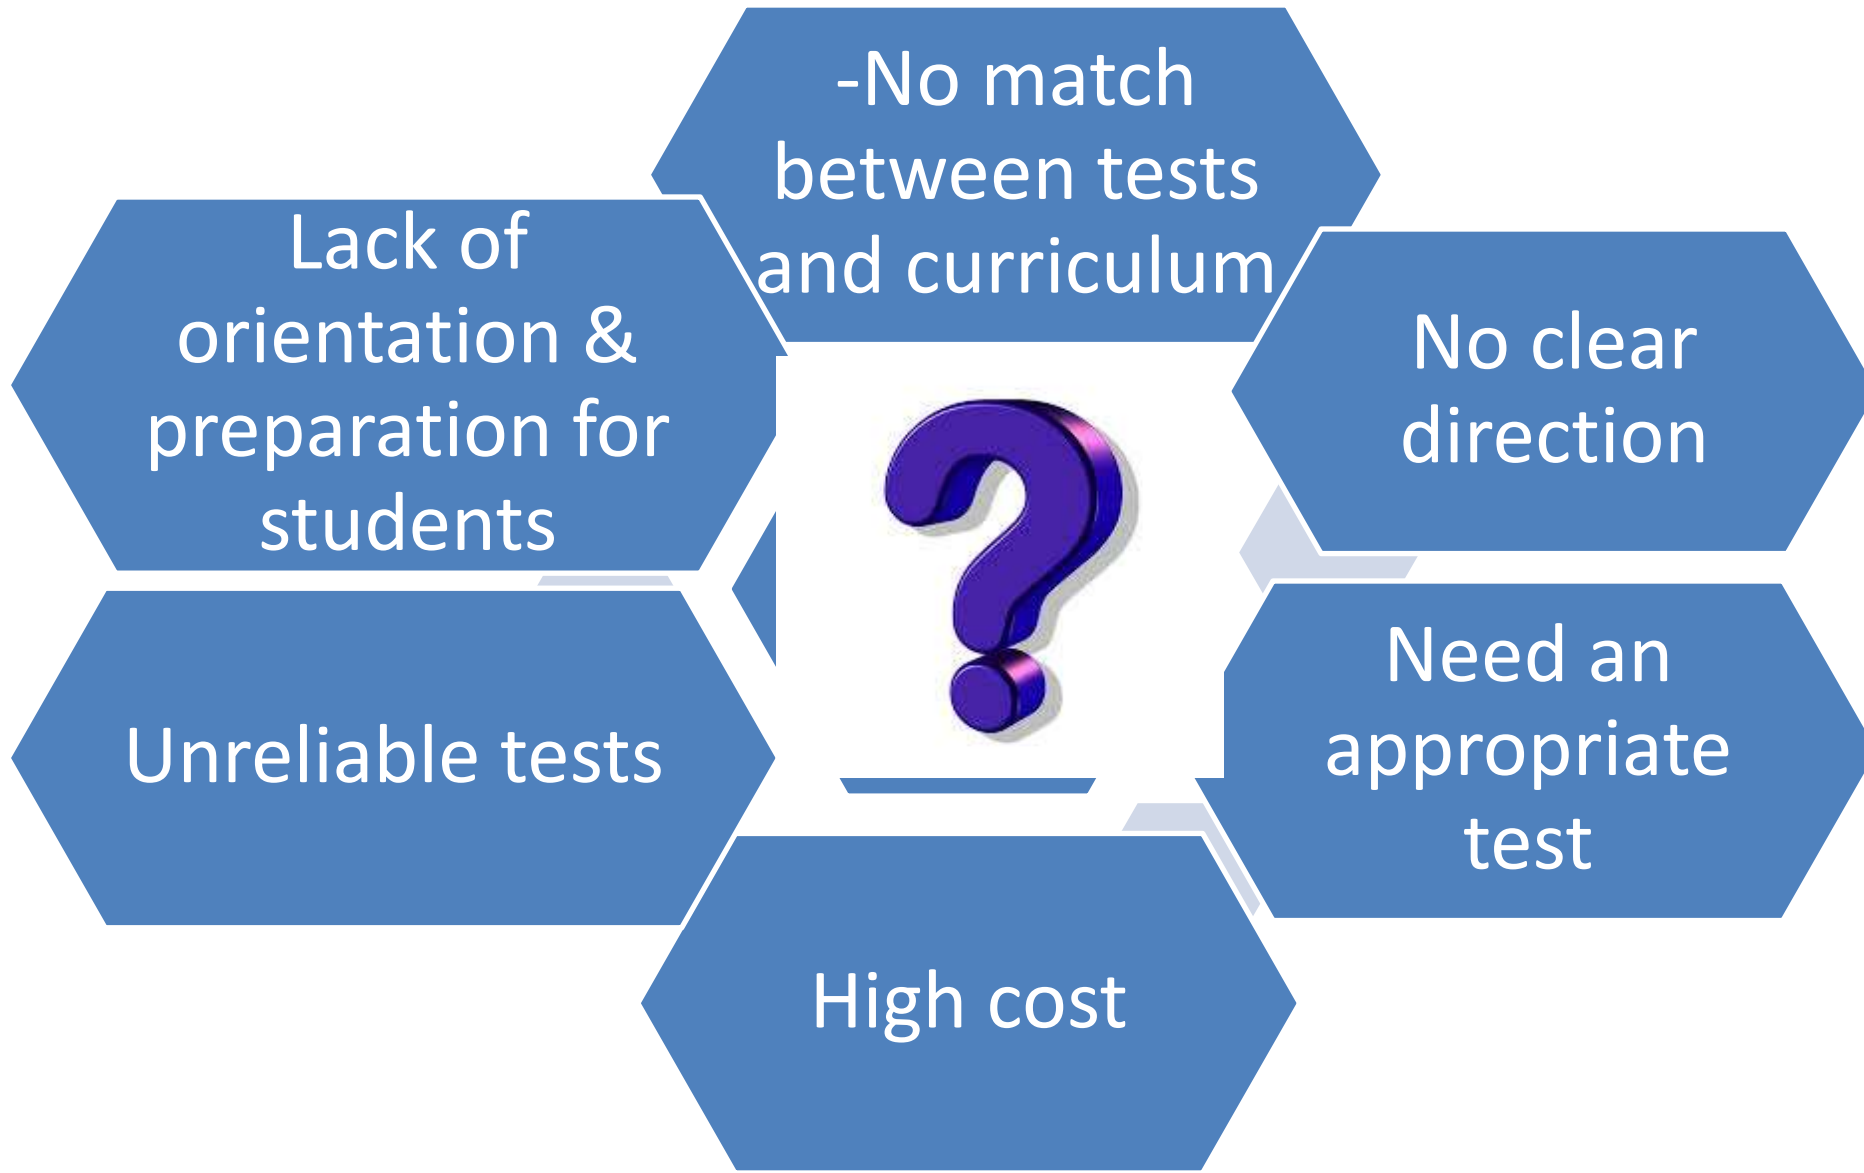 -No match
between tests
and curriculum
No clear
direction
Need an
appropriate
test
High cost
Unreliable tests
Lack of
orientation &
preparation for
students
?